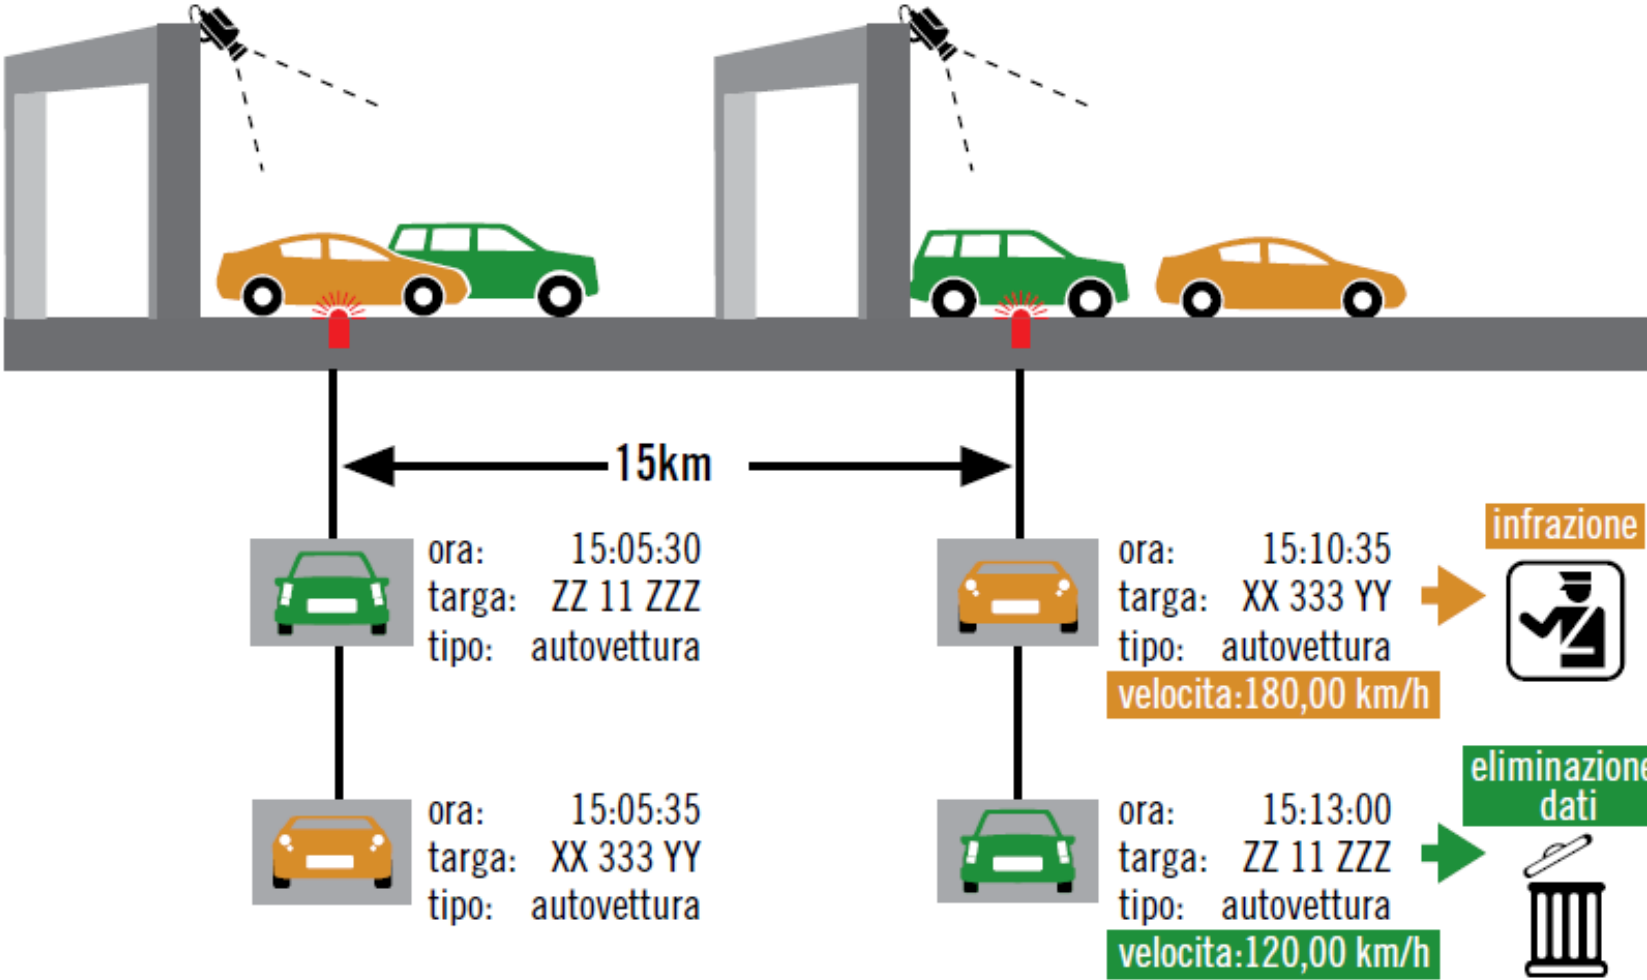 15km
ora: 15:05:30
targa: ZZ 11 ZZZ
tipo: autovettura
ora: 15:10:35
targa: XX 333 YY
tipo: autovettura
velocita:180,00 km/h
infrazione
ora: 15:05:35
targa: XX 333 YY
tipo: autovettura
ora: 15:13:00
targa: ZZ 11 ZZZ
tipo: autovettura
velocita:120,00 km/h
eliminazione
dati